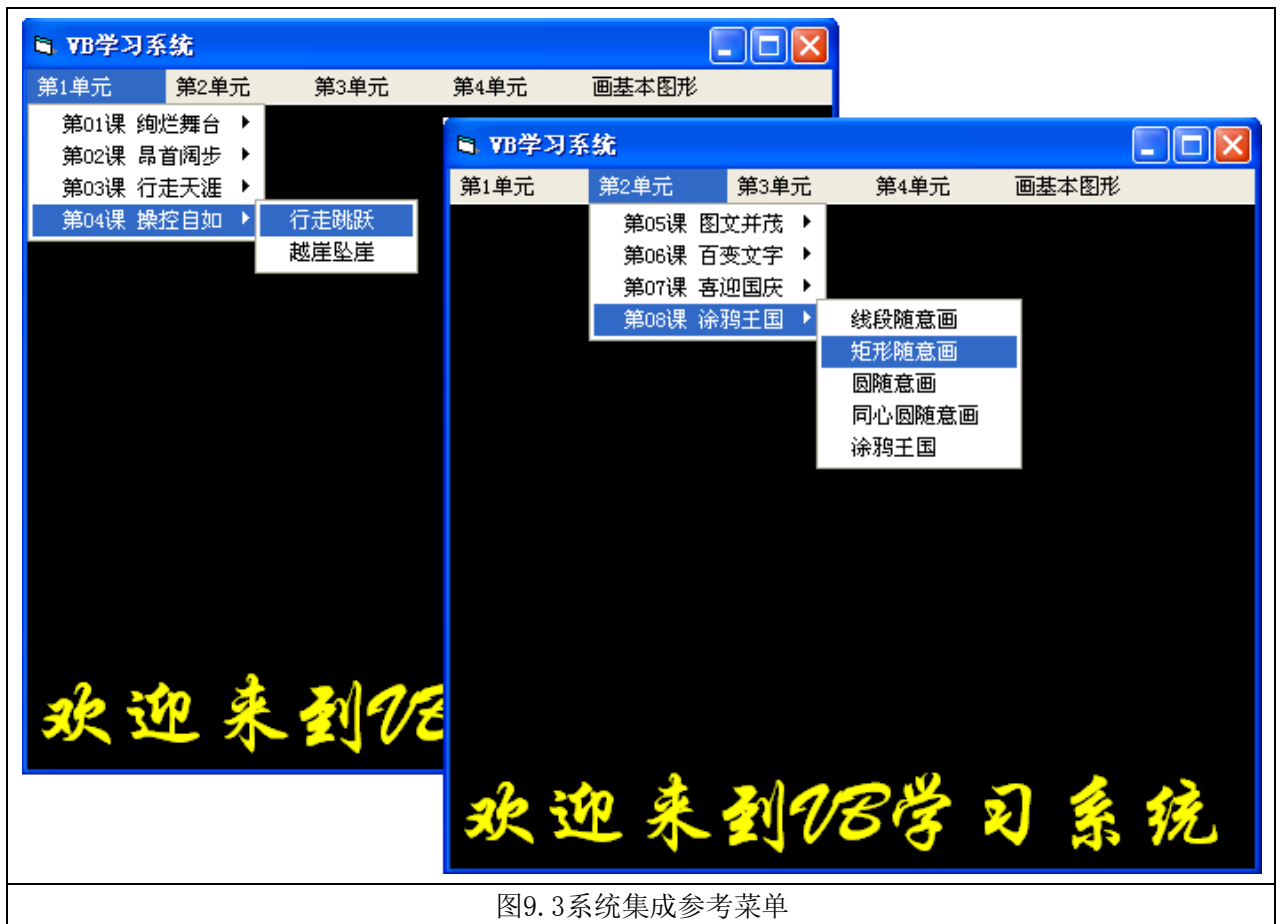 VB学习系统
第1单元 第2单元 第3单元 第4单元 画基本图形
第01课 绚烂舞台
第02课 昂首阔步
第03课 行走天涯
第04课 操控自如
行走跳跃
越崖坠崖
欢迎来到VB
VB学习系统
第1单元 第2单元 第3单元 第4单元 画基本图形
第05课 图文并茂
第06课 百变文字
第07课 喜迎国庆
第08课 涂鸦王国
线段随意画
矩形随意画
圆随意画
同心圆随意画
涂鸦王国
欢迎来到VB学习系统
图9.3系统集成参考菜单